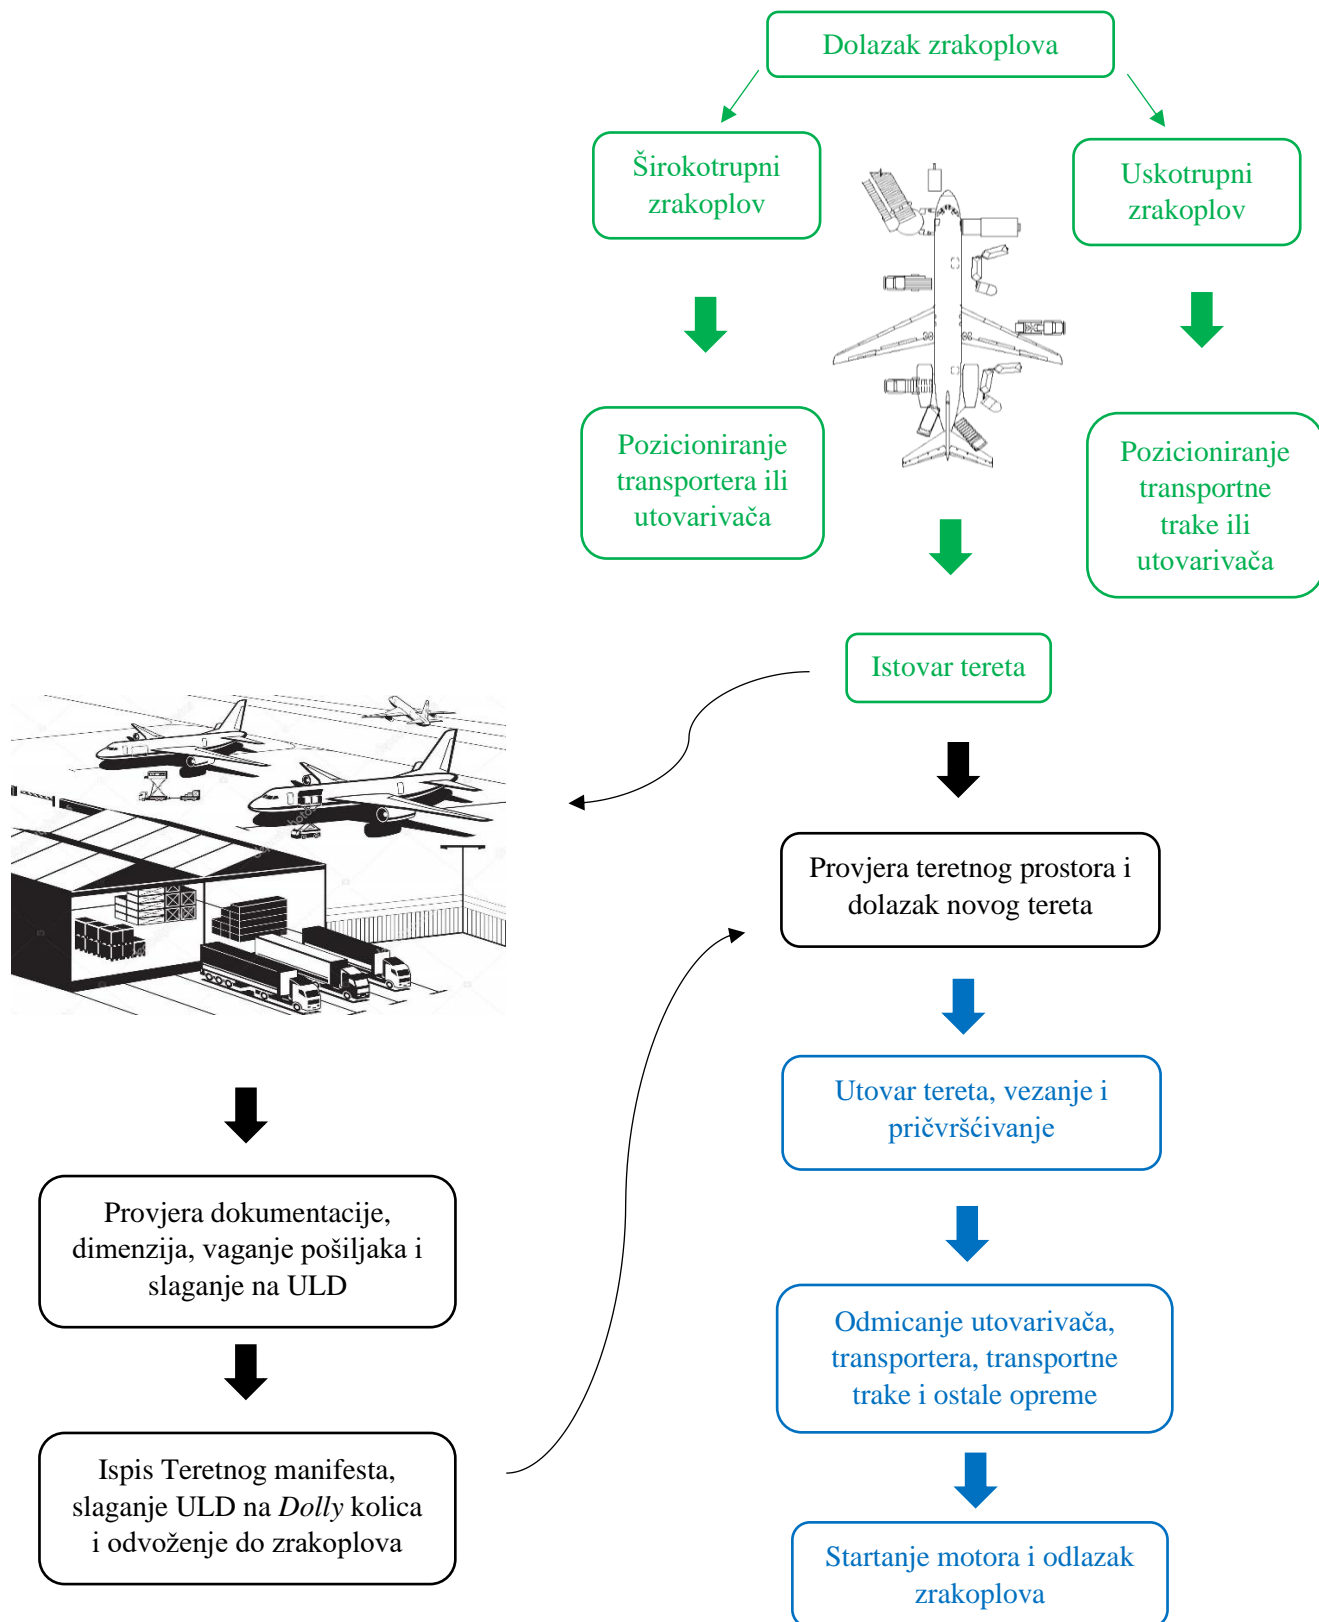 Dolazak zrakoplova
Širokotrupni
zrakoplov
Uskotrupni
zrakoplov
Pozicioniranje
transportera ili
utovarivača
Pozicioniranje
transportne
trake ili
utovarivača
Istovar tereta
Provjera teretnog prostora i
dolazak novog tereta
Utovar tereta, vezanje i
pričvršćivanje
Provjera dokumentacije,
dimenzija, vaganje pošiljaka i
slaganje na ULD
Odmicanje utovarivača,
transportera, transportne
trake i ostale opreme
Ispis Teretnog manifesta,
slaganje ULD na Dolly kolica
i odvoženje do zrakoplova
Startanje motora i odlazak
zrakoplova